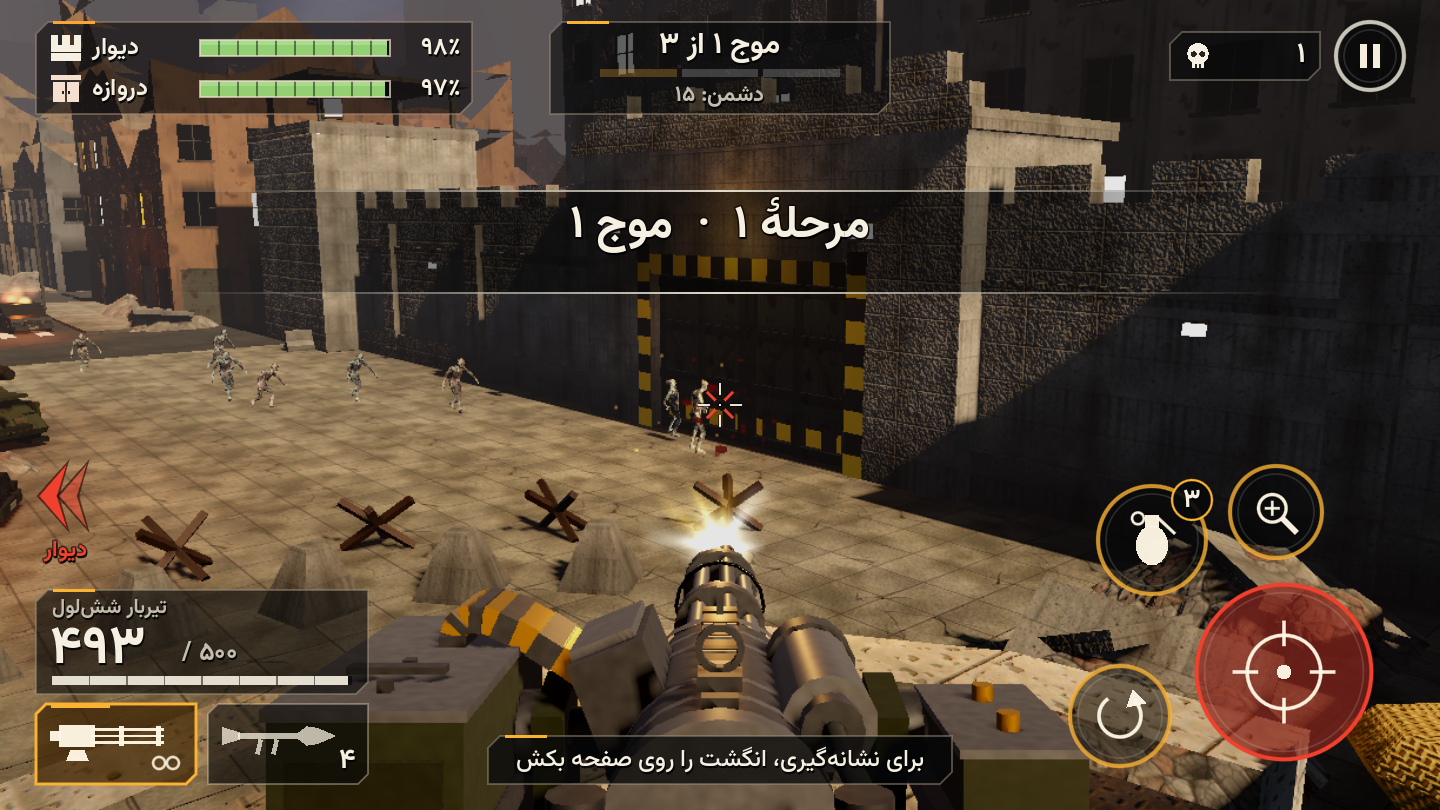 دیوار ۹۸٪
دروازه ۹۷٪
موج ۱ از ۳
دشمن: ۱۵
۱
مرحلهٔ ۱ · موج ۱
دیوار
۳
تیربار شش‌لول
۴۹۳ / ۵۰۰
∞
۴
برای نشانه‌گیری، انگشت را روی صفحه بکش